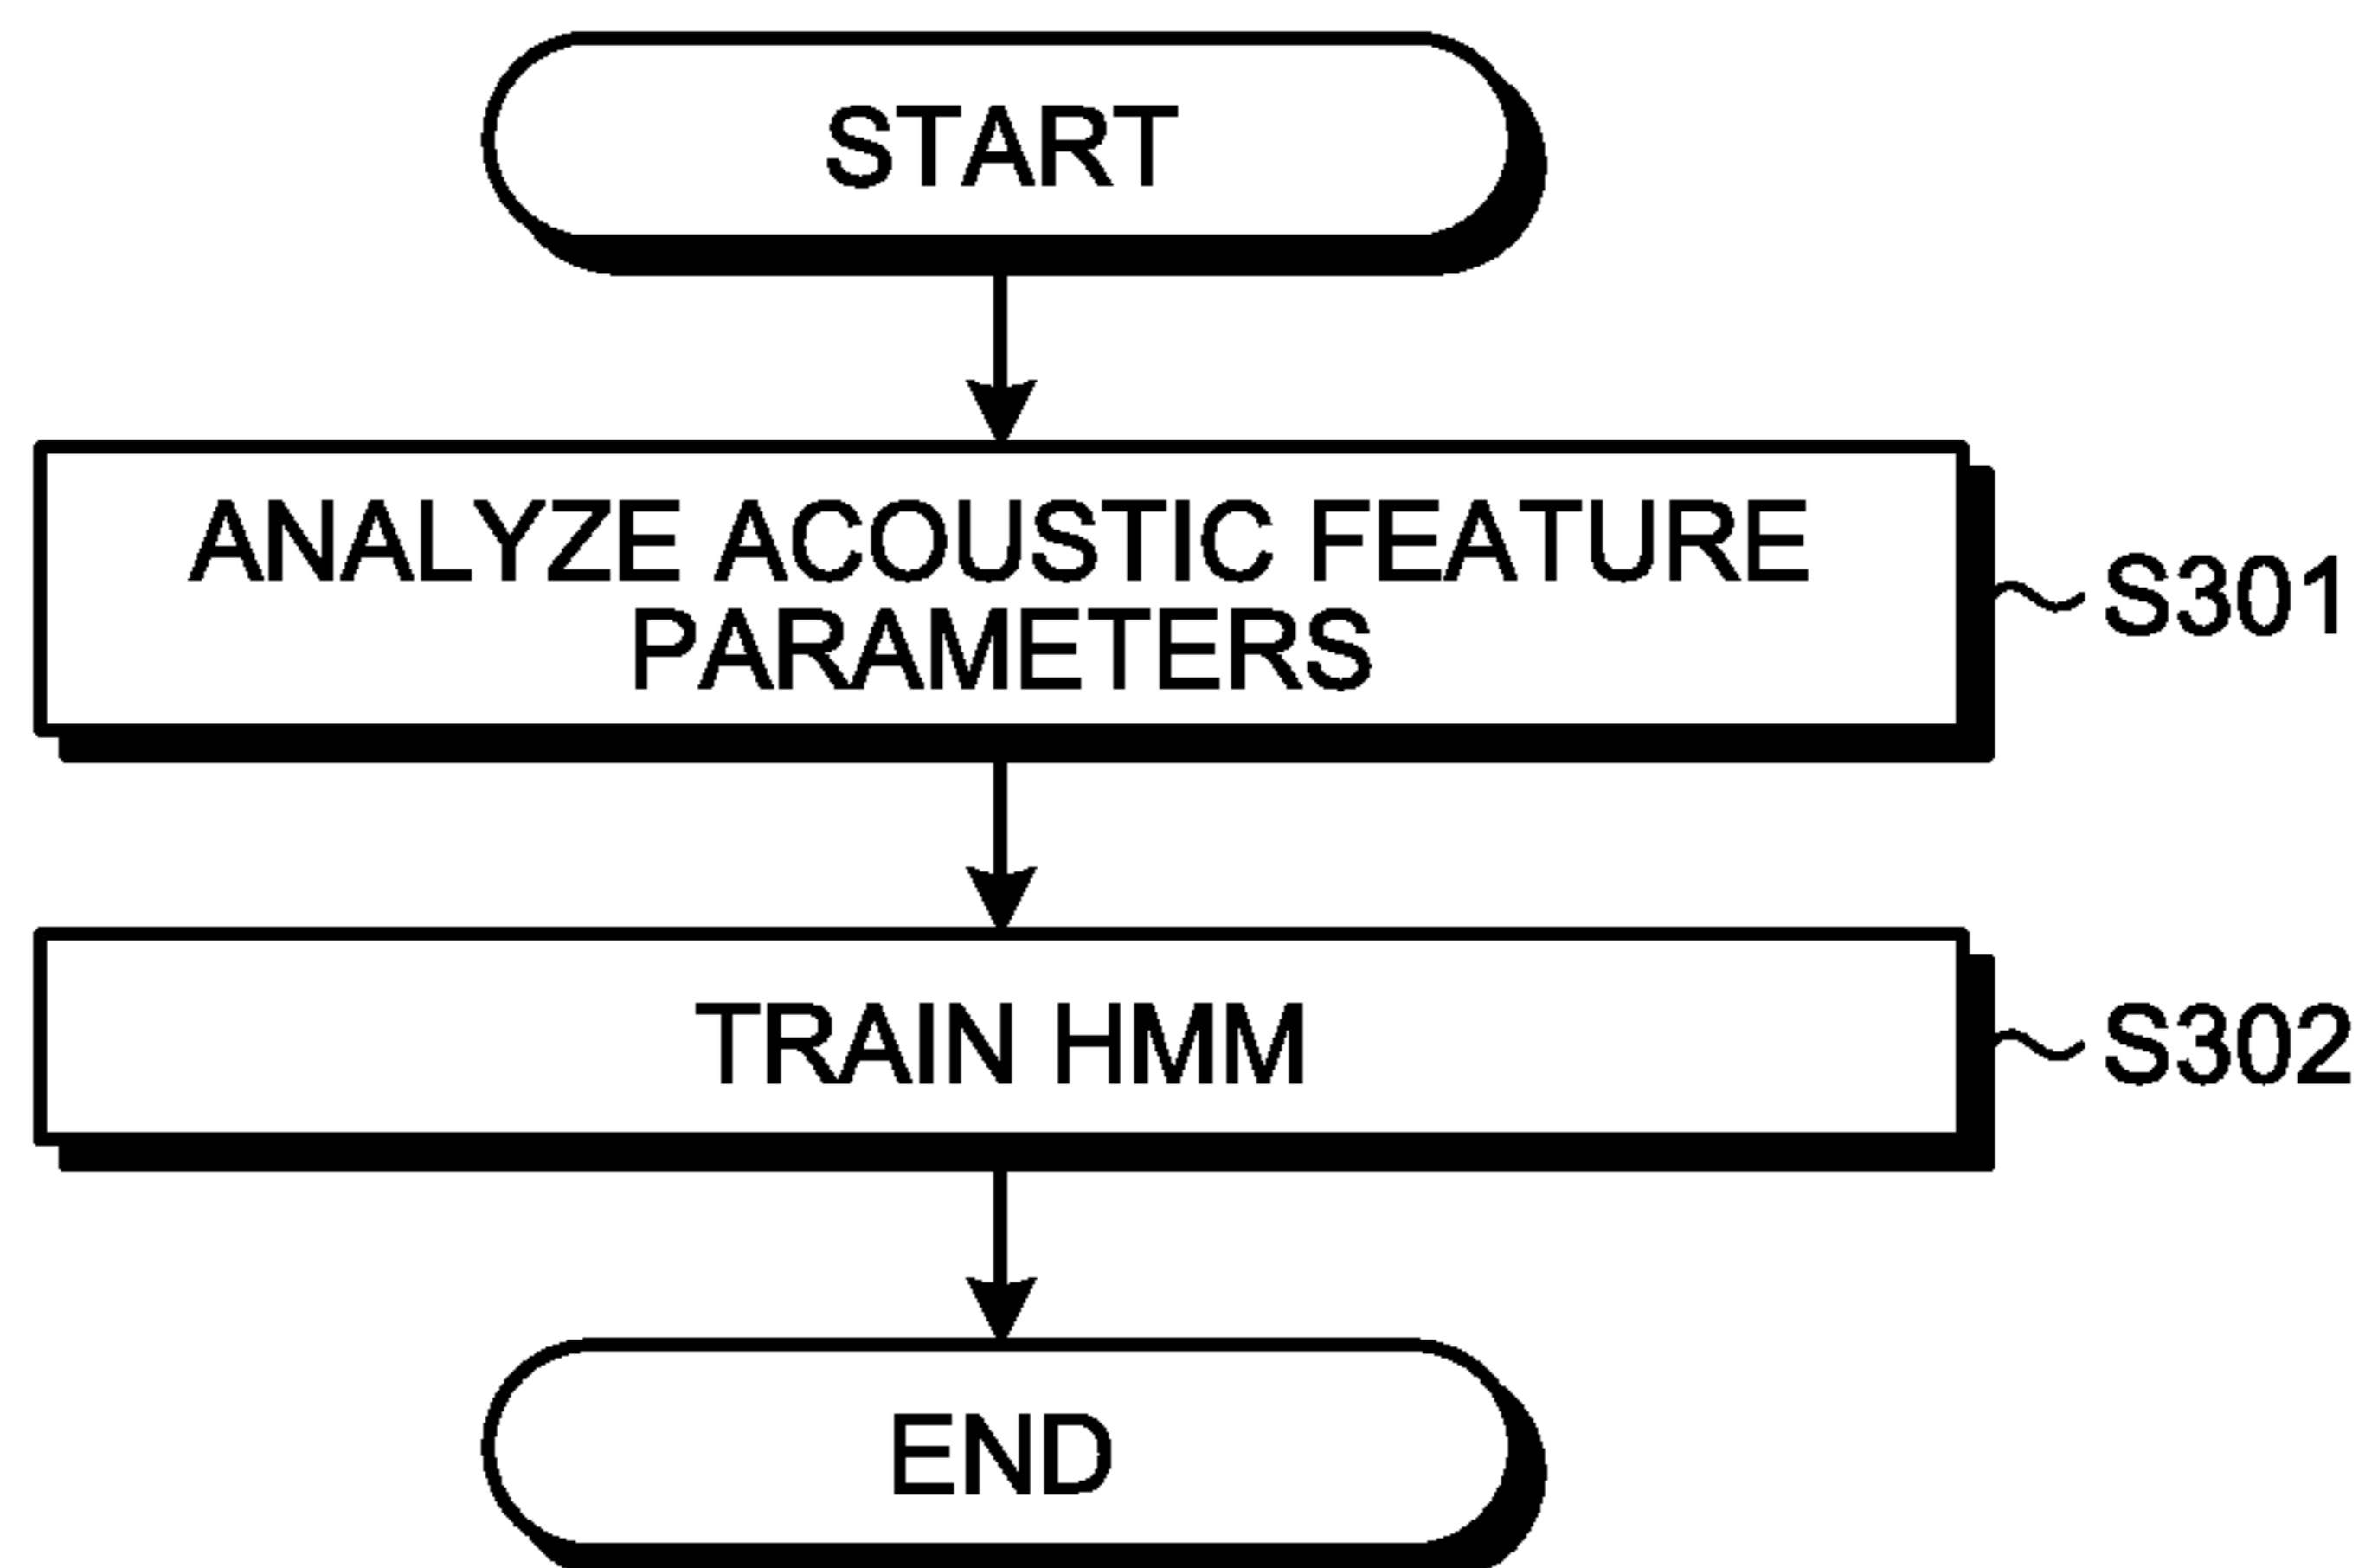 START
ANALYZE ACOUSTIC FEATURE
PARAMETERS
S301
TRAIN HMM
S302
END